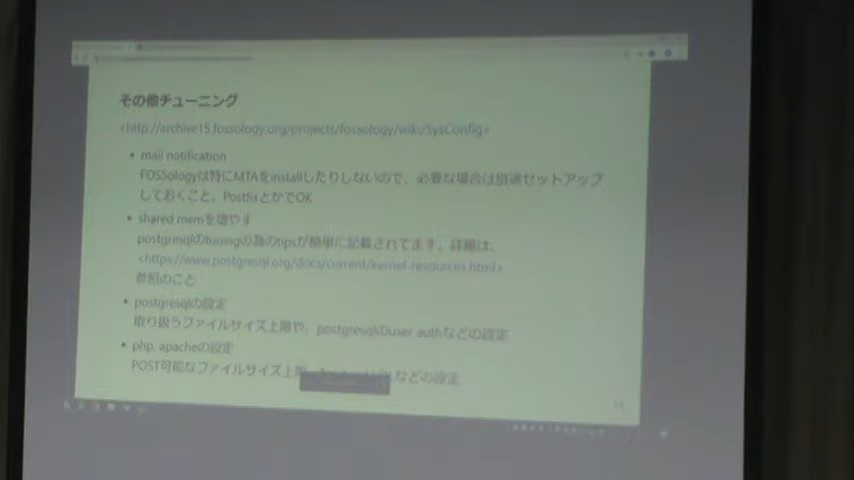 その他チューニング
<http://archive15.fossology.org/projects/fossology/wiki/SysConfig>
• mail notification
FOSSologyは特にMTAをinstallしたりしないので、必要な場合は別途セットアップ
しておくこと。PostfixとかでOK
• shared memを増やす
postgresqlのtuningの為のtipsが簡単に記載されてます。詳細は、
<https://www.postgresql.org/docs/current/kernel-resources.html>
参照のこと
• postgresqlの設定
取り扱うファイルサイズ上限や、postgresqlのuser authなどの設定
• php, apacheの設定
POST可能なファイルサイズ上限
などの設定